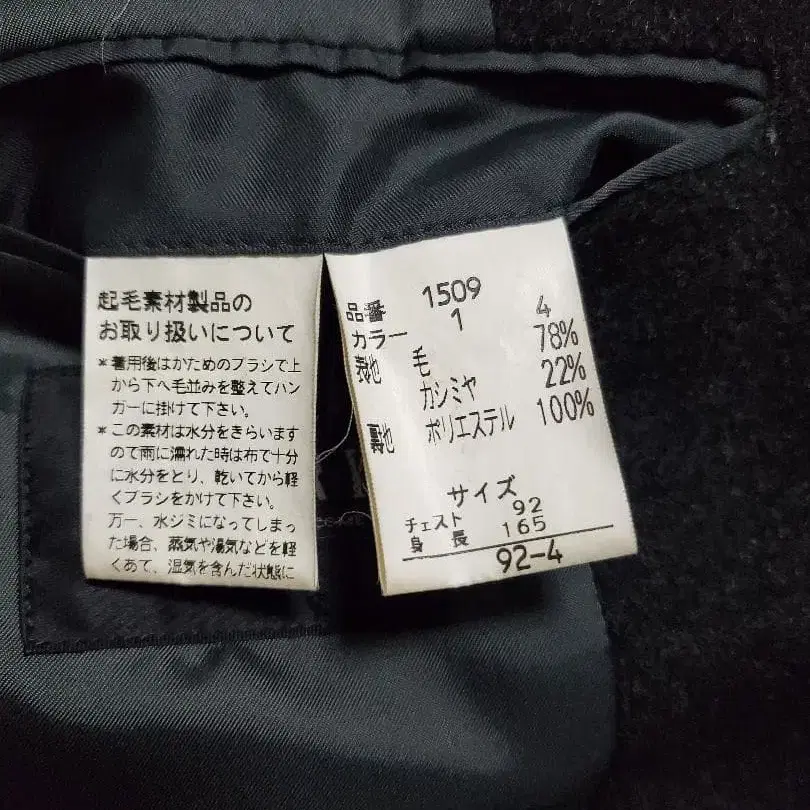 起毛素材製品の
お取り扱いについて
*着用後はかためのブラシで上
から下へ毛並みを整えてハン
ガーに掛けて下さい。
*この素材は水分をきらいます
ので雨に濡れた時は布で十分
に水分をとり、乾いてから軽
くブラシをかけて下さい。
万一、水ジミになってしまっ
た場合、蒸気や湯気などを軽
くあて、湿気を含んだ状態に
品番 1509 4
カラー 1
表地 毛 78%
カシミヤ 22%
裏地 ポリエステル 100%
サイズ
チェスト 92
身長 165
92-4